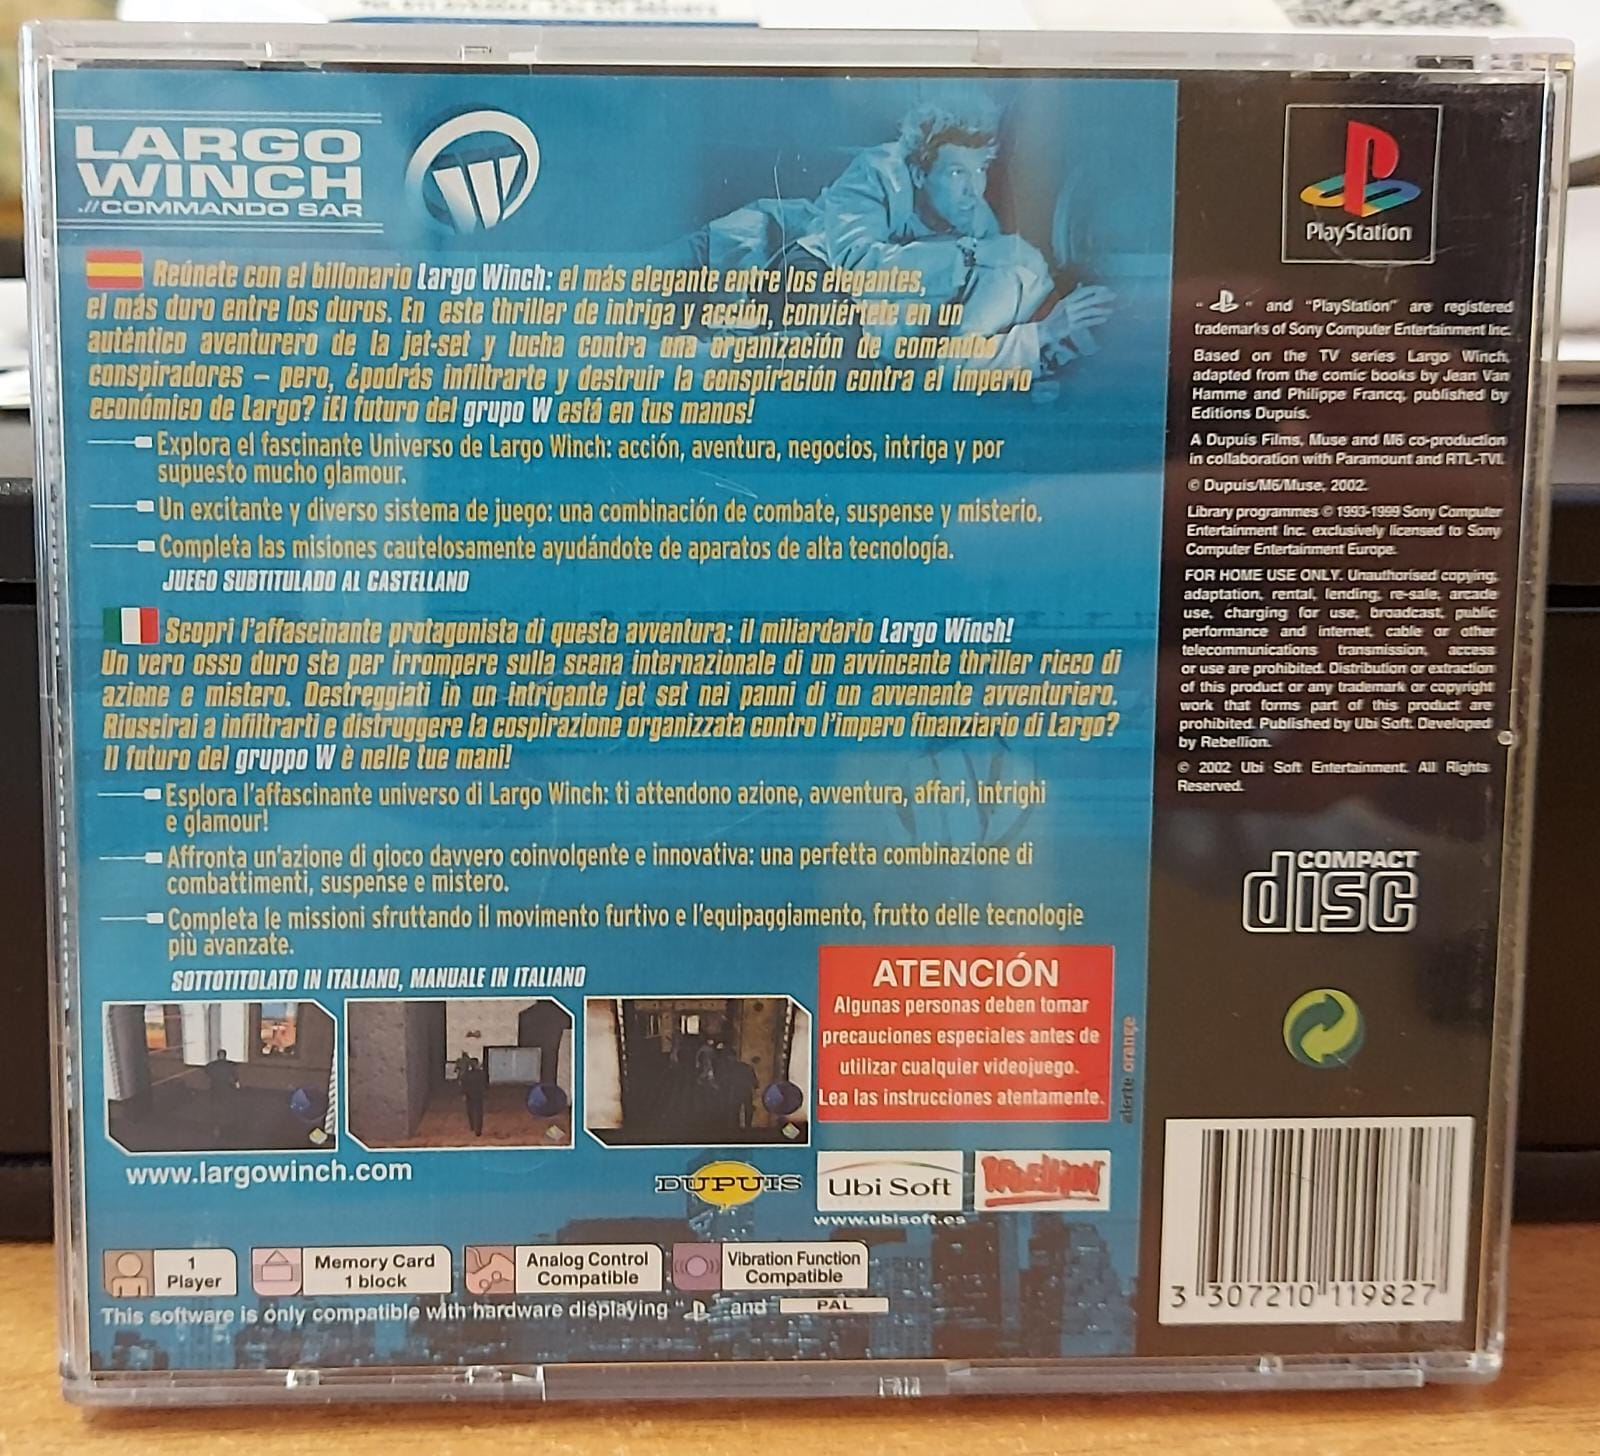 LARGO
WINCH
.//COMMANDO SAR
W
Reúnete con el billonario Largo Winch: el más elegante entre los elegantes,
el más duro entre los duros. En este thriller de intriga y acción, conviértete en un
auténtico aventurero de la jet-set y lucha contra una organización de comandos
conspiradores – pero, ¿podrás infiltrarte y destruir la conspiración contra el imperio
económico de Largo? ¡El futuro del grupo W está en tus manos!
Explora el fascinante Universo de Largo Winch: acción, aventura, negocios, intriga y por
supuesto mucho glamour.
Un excitante y diverso sistema de juego: una combinación de combate, suspense y misterio.
Completa las misiones cautelosamente ayudándote de aparatos de alta tecnología.
JUEGO SUBTITULADO AL CASTELLANO
Scopri l'affascinante protagonista di questa avventura: il miliardario Largo Winch!
Un vero osso duro sta per irrompere sulla scena internazionale di un avvincente thriller ricco di
azione e mistero. Destreggiati in un intrigante jet set nei panni di un avvenente avventuriero.
Riuscirai a infiltrarti e distruggere la cospirazione organizzata contro l'impero finanziario di Largo?
Il futuro del gruppo W è nelle tue mani!
Esplora l'affascinante universo di Largo Winch: ti attendono azione, avventura, affari, intrighi
e glamour!
Affronta un'azione di gioco davvero coinvolgente e innovativa: una perfetta combinazione di
combattimenti, suspense e mistero.
Completa le missioni sfruttando il movimento furtivo e l'equipaggiamento, frutto delle tecnologie
più avanzate.
SOTTOTITOLATO IN ITALIANO, MANUALE IN ITALIANO
ATENCIÓN
Algunas personas deben tomar
precauciones especiales antes de
utilizar cualquier videojuego.
Lea las instrucciones atentamente.
alerte orange
www.largowinch.com
DUPUIS
Ubi Soft
Rebellion
www.ubisoft.es
1
Player
Memory Card
1 block
Analog Control
Compatible
Vibration Function
Compatible
This software is only compatible with hardware displaying " " and PAL
PlayStation
" " and "PlayStation" are registered
trademarks of Sony Computer Entertainment Inc.
Based on the TV series Largo Winch,
adapted from the comic books by Jean Van
Hamme and Philippe Francq, published by
Editions Dupuis.
A Dupuis Films, Muse and M6 co-production
in collaboration with Paramount and RTL-TVI.
© Dupuis/M6/Muse, 2002.
Library programmes © 1993-1999 Sony Computer
Entertainment Inc. exclusively licensed to Sony
Computer Entertainment Europe.
FOR HOME USE ONLY. Unauthorised copying,
adaptation, rental, lending, re-sale, arcade
use, charging for use, broadcast, public
performance and internet, cable or other
telecommunications transmission, access
or use are prohibited. Distribution or extraction
of this product or any trademark or copyright
work that forms part of this product are
prohibited. Published by Ubi Soft. Developed
by Rebellion.
© 2002 Ubi Soft Entertainment. All Rights
Reserved.
COMPACT
disc
3 307210 119827